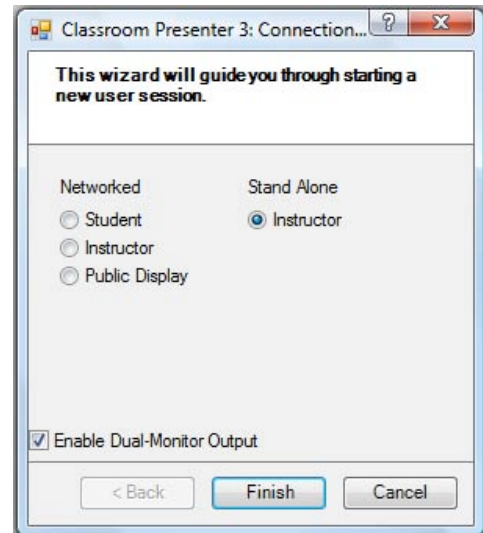 Classroom Presenter 3: Connection...
This wizard will guide you through starting a
new user session.
Networked
Stand Alone
Student
Instructor
Instructor
Public Display
Enable Dual-Monitor Output
< Back
Finish
Cancel